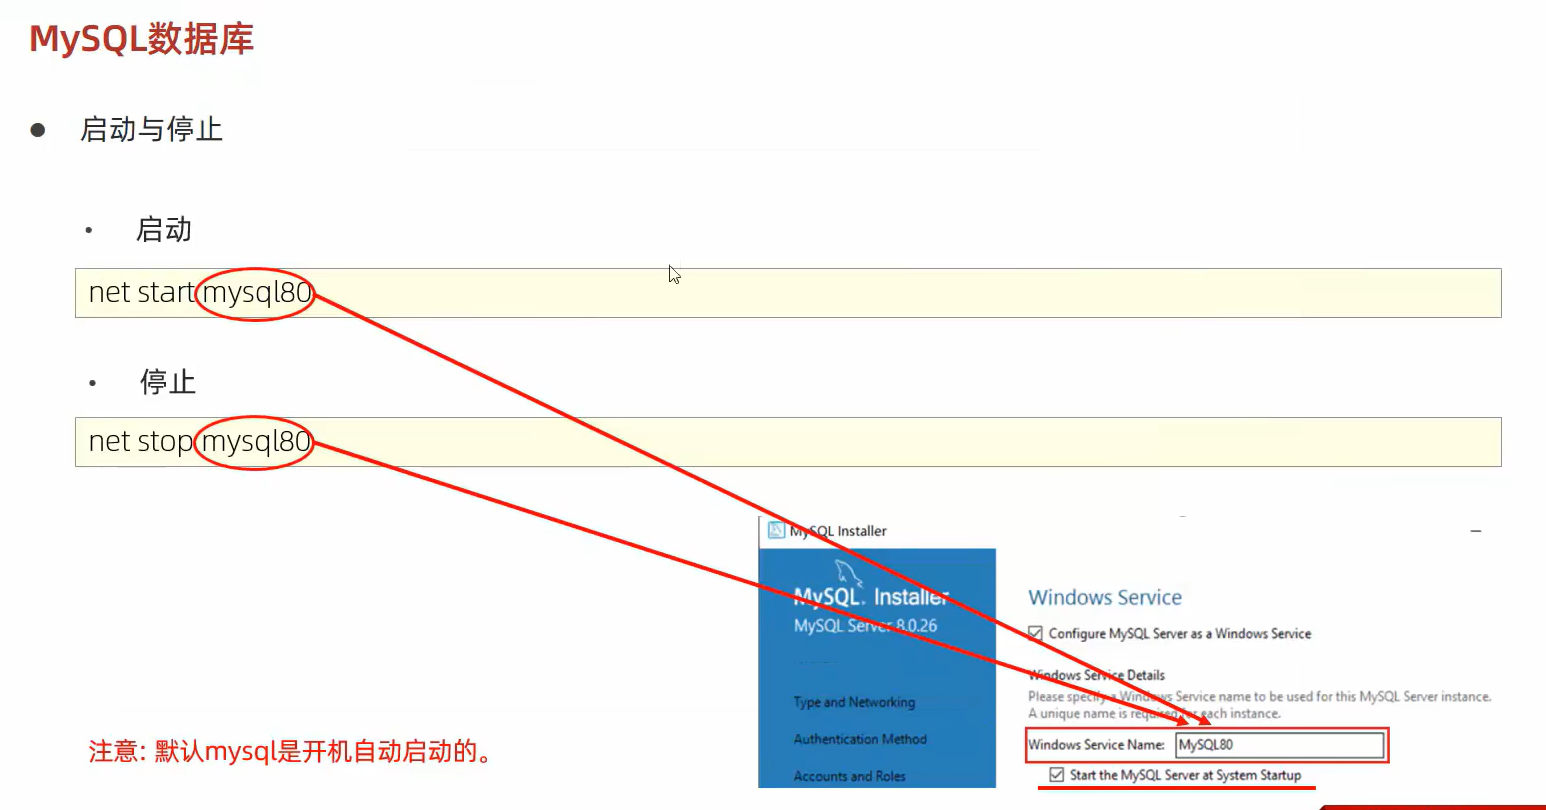 MySQL数据库
启动与停止
启动
net start mysql80
停止
net stop mysql80
MySQL Installer
MySQL. Installer
MySQL Server 8.0.26
Type and Networking
Authentication Method
Accounts and Roles
Windows Service
Configure MySQL Server as a Windows Service
Windows Service Details
Please specify a Windows Service name to be used for this MySQL Server instance.
A unique name is required for each instance.
Windows Service Name: MySQL80
Start the MySQL Server at System Startup
注意: 默认mysql是开机自动启动的。